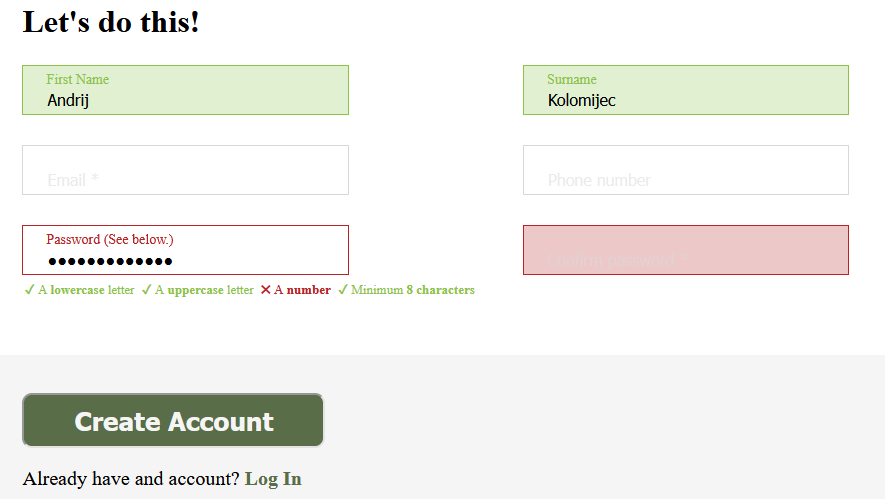 Let's do this!
First Name
Andrij
Surname
Kolomijec
Email *
Phone number
Password (See below.)
●●●●●●●●●●●●●
Confirm password *
✓ A lowercase letter ✓ A uppercase letter ✕ A number ✓ Minimum 8 characters
Create Account
Already have and account? Log In